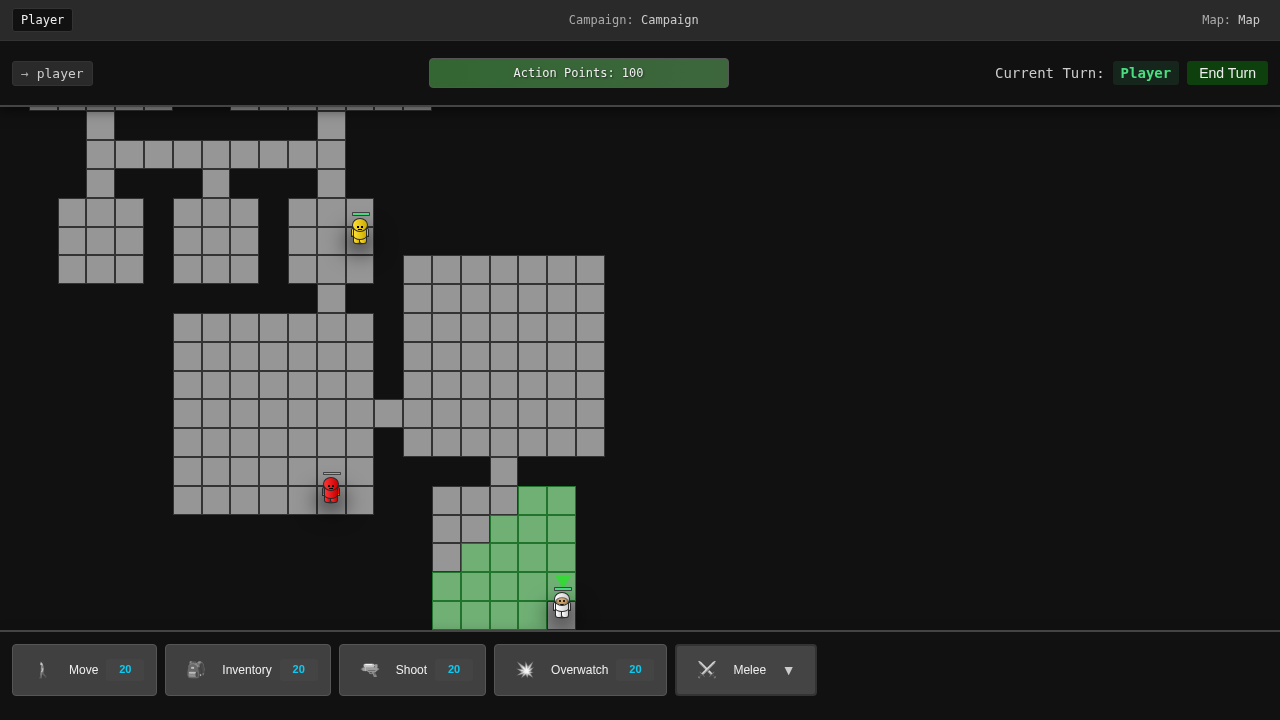 Player
Campaign: Campaign
Map: Map
→ player
Action Points: 100
Current Turn: Player
End Turn
Move 20
Inventory 20
Shoot 20
Overwatch 20
Melee ▼